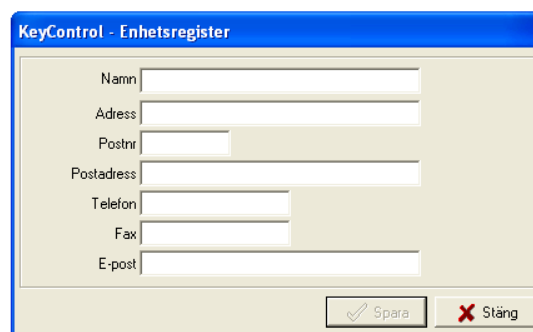 KeyControl - Enhetsregister
Namn
Adress
Postnr
Postadress
Telefon
Fax
E-post
Spara Stäng